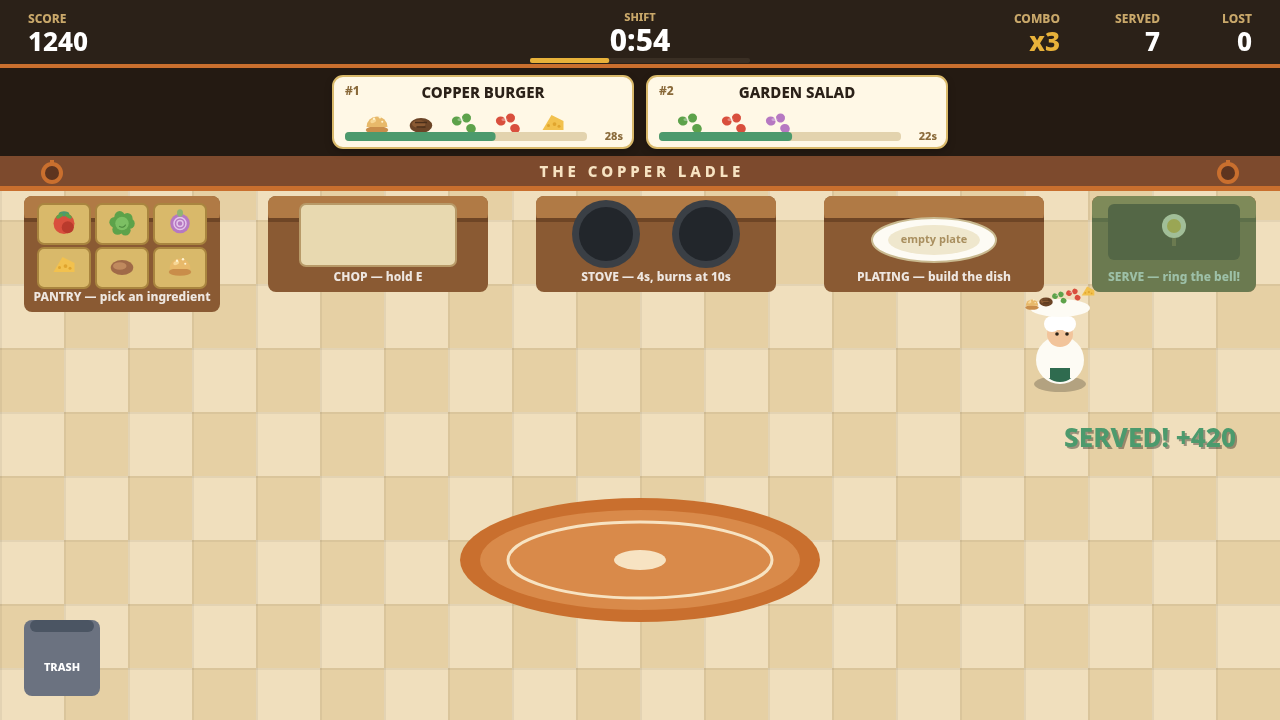 SCORE
1240
SHIFT
0:54
COMBO
x3
SERVED
7
LOST
0
#1
COPPER BURGER
28s
#2
GARDEN SALAD
22s
THE COPPER LADLE
PANTRY — pick an ingredient
CHOP — hold E
STOVE — 4s, burns at 10s
empty plate
PLATING — build the dish
SERVE — ring the bell!
SERVED! +420
TRASH